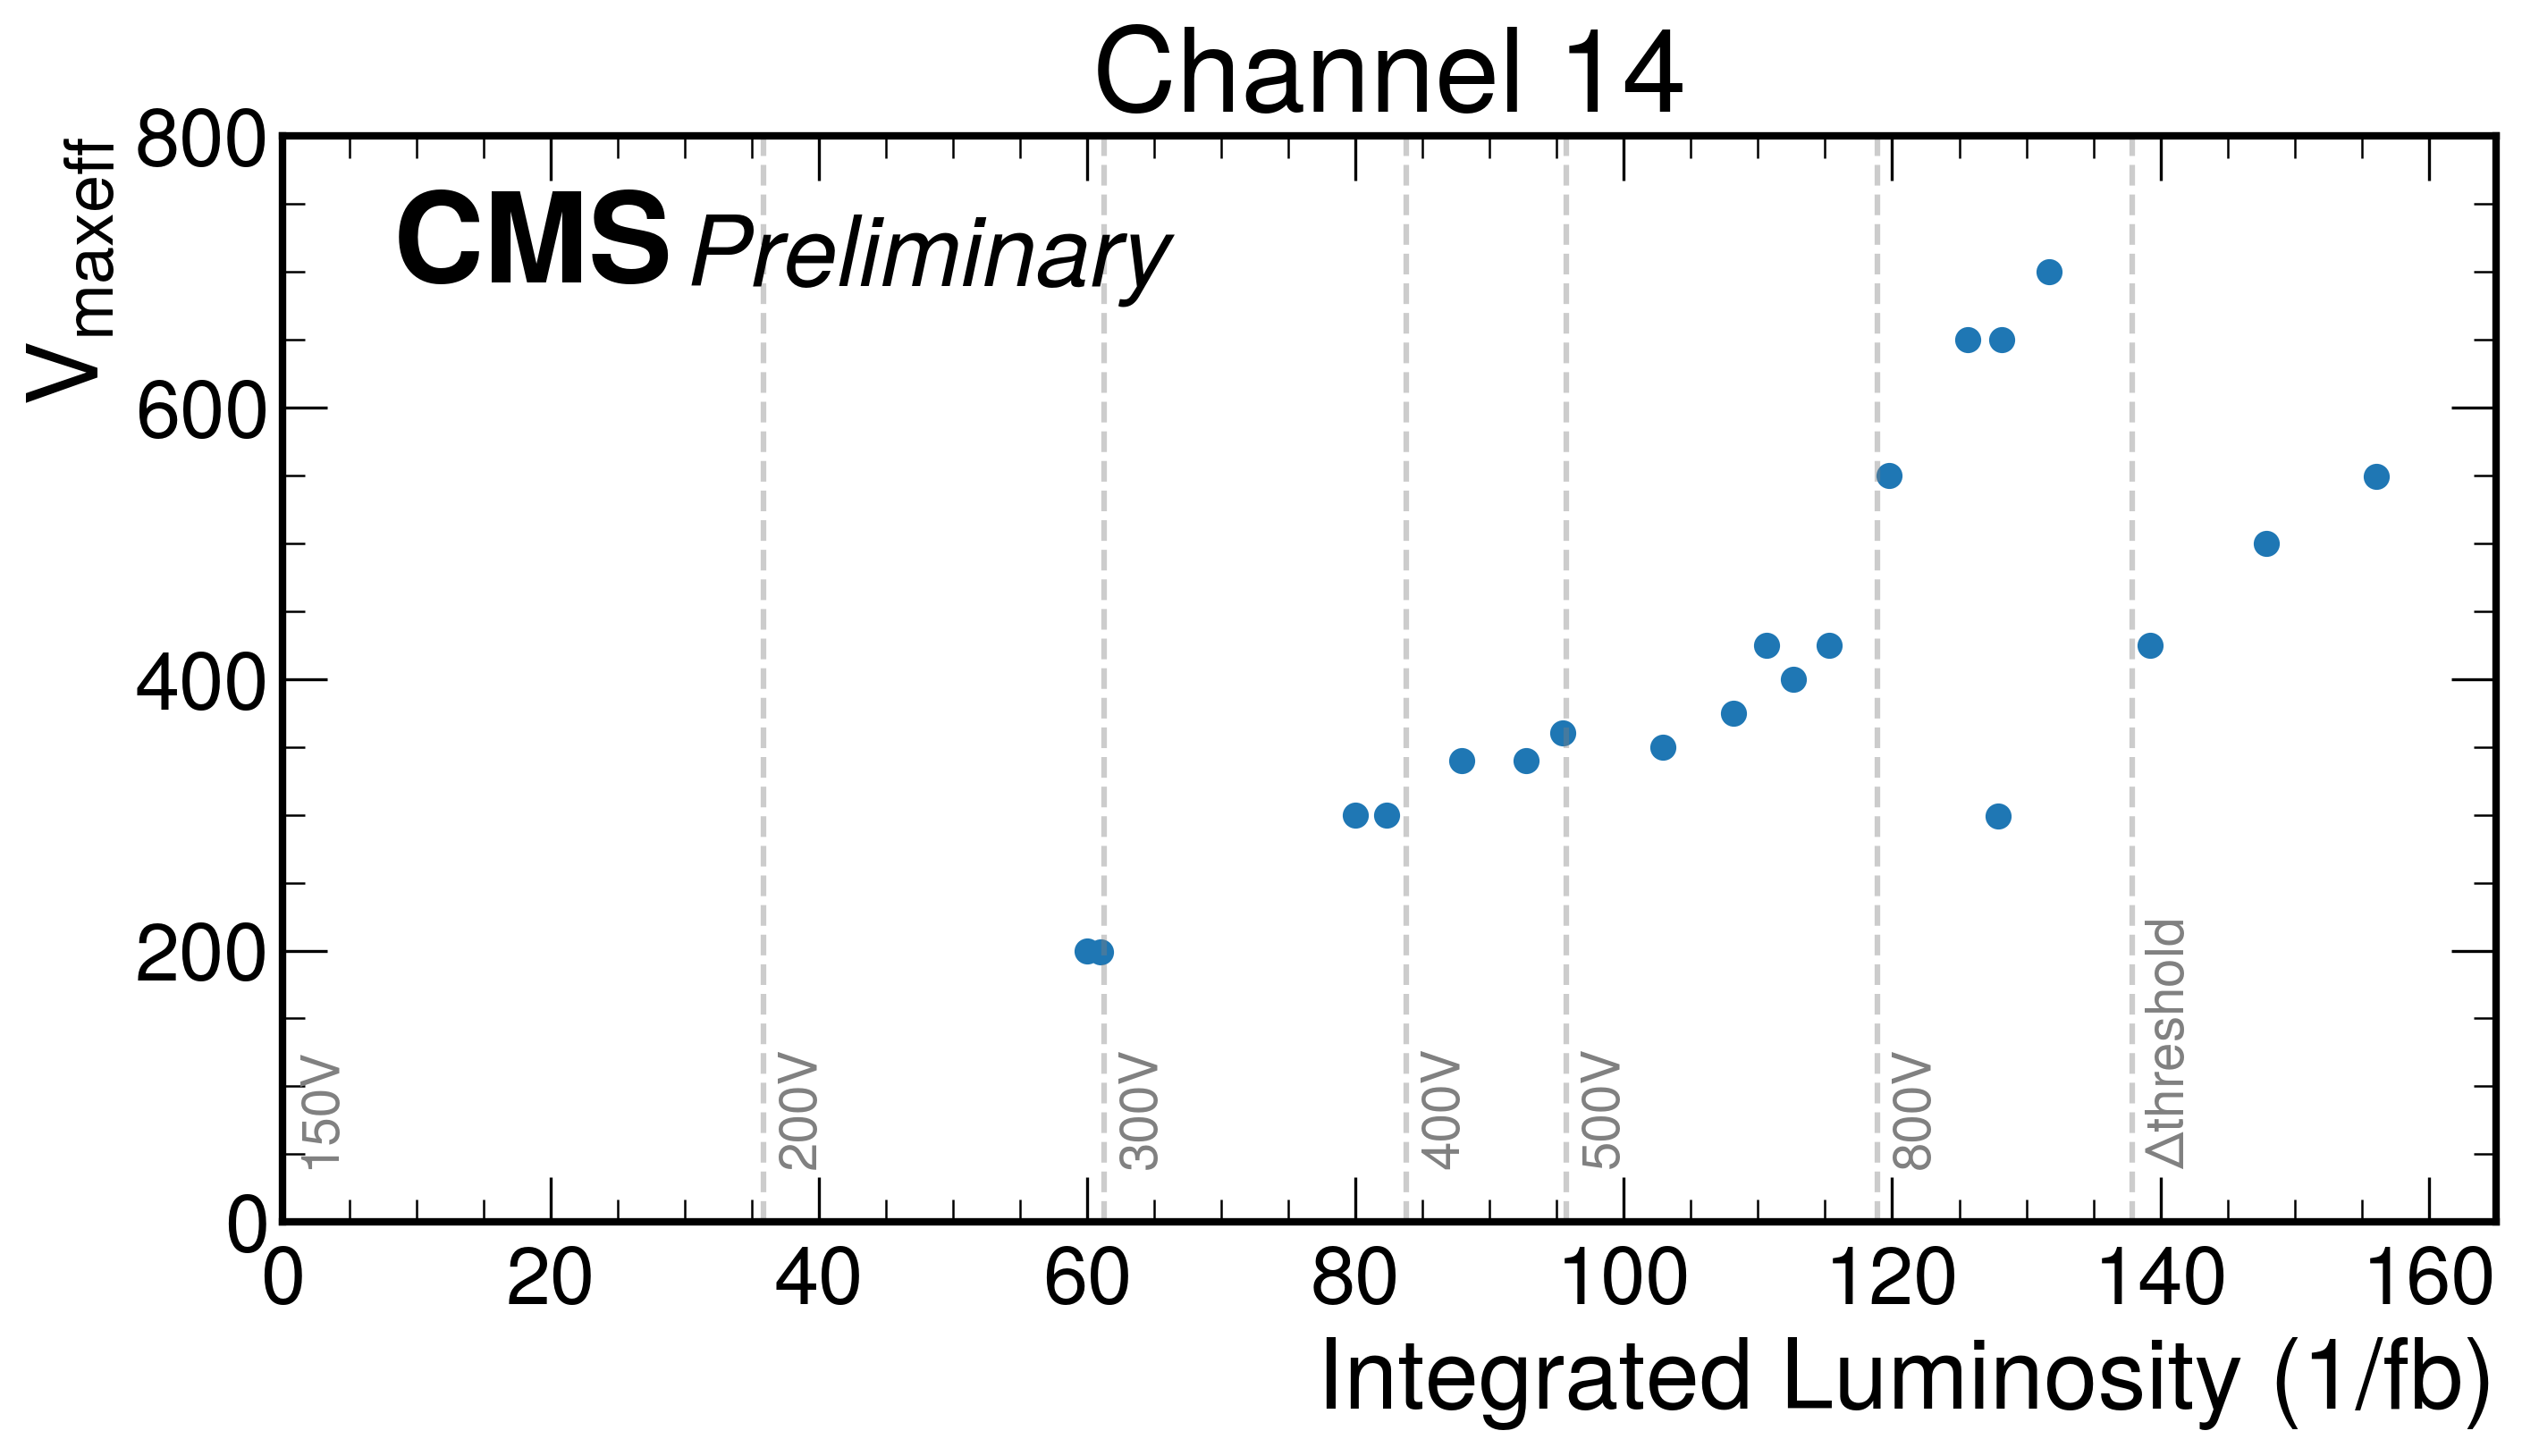 Channel 14
CMS Preliminary
V_maxeff
800
600
400
200
0
150V
200V
300V
400V
500V
800V
Δthreshold
0 20 40 60 80 100 120 140 160
Integrated Luminosity (1/fb)